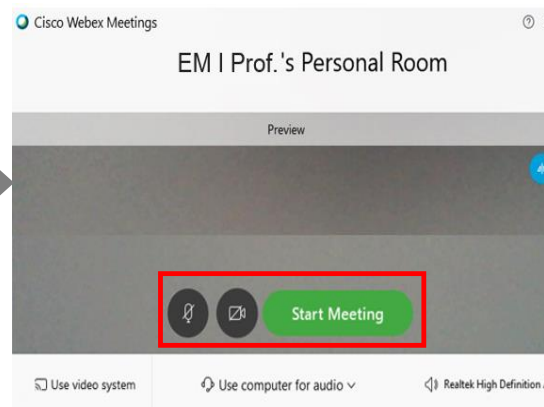 Cisco Webex Meetings
EM I Prof.'s Personal Room
Preview
Start Meeting
Use video system
Use computer for audio
Realtek High Definition